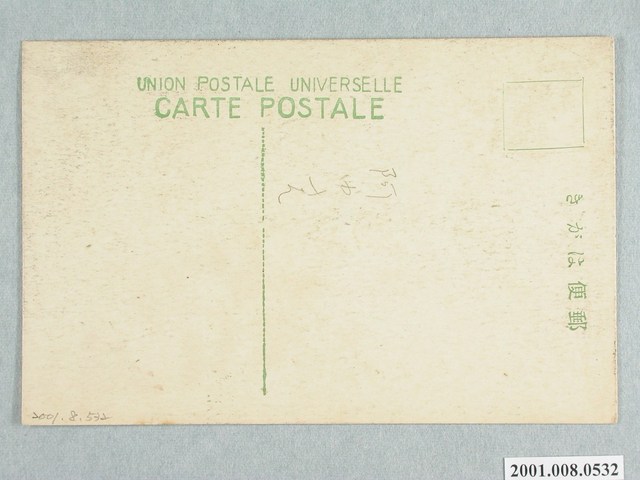 UNION POSTALE UNIVERSELLE
CARTE POSTALE
きがは便郵
2001.8.532
2001.008.0532